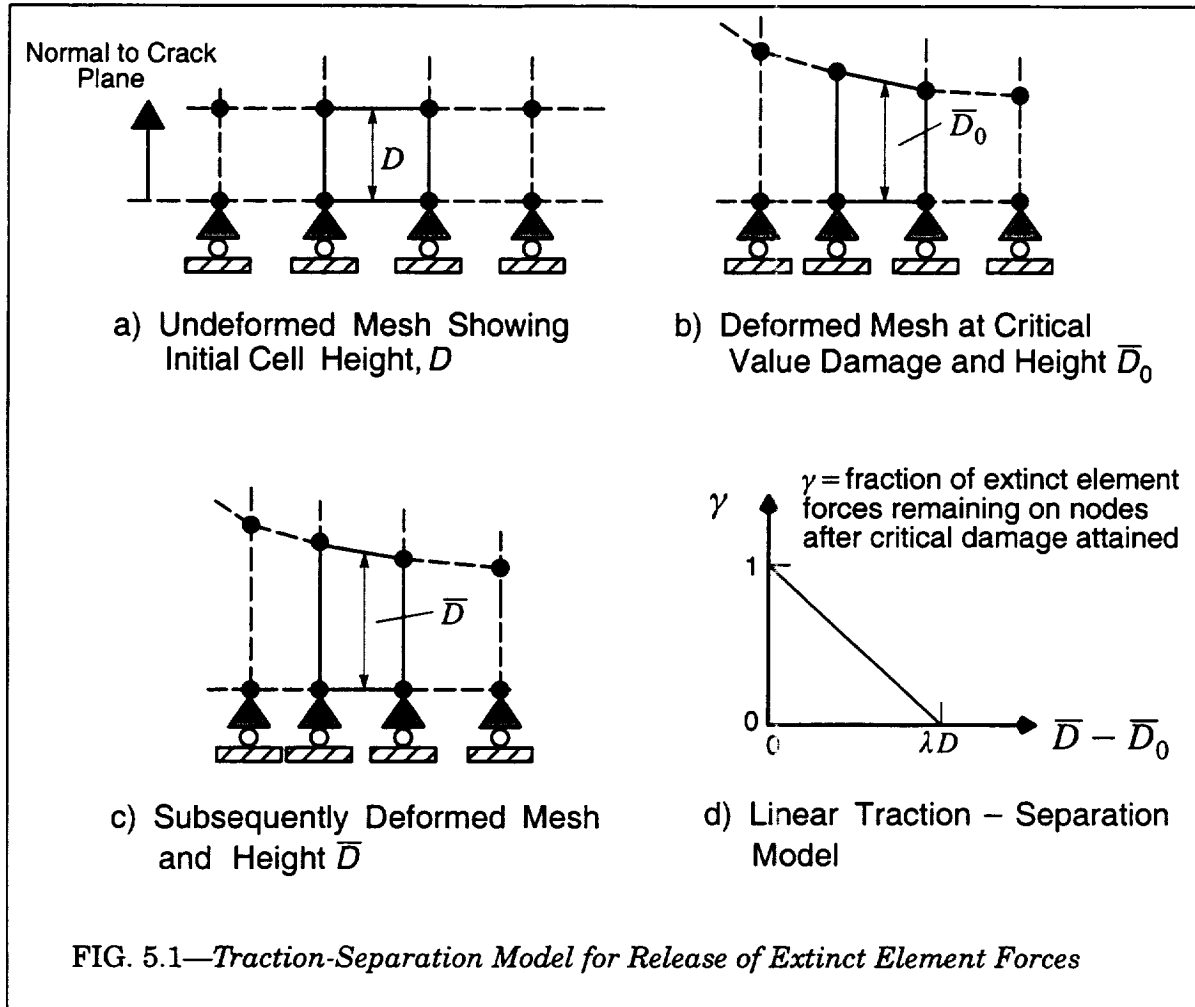 Normal to Crack
Plane
D
D̅₀
a) Undeformed Mesh Showing
Initial Cell Height, D
b) Deformed Mesh at Critical
Value Damage and Height D̅₀
D̅
γ
γ = fraction of extinct element
forces remaining on nodes
after critical damage attained
1
0
0
λD
D̅ – D̅₀
c) Subsequently Deformed Mesh
and Height D̅
d) Linear Traction – Separation
Model
FIG. 5.1—Traction-Separation Model for Release of Extinct Element Forces